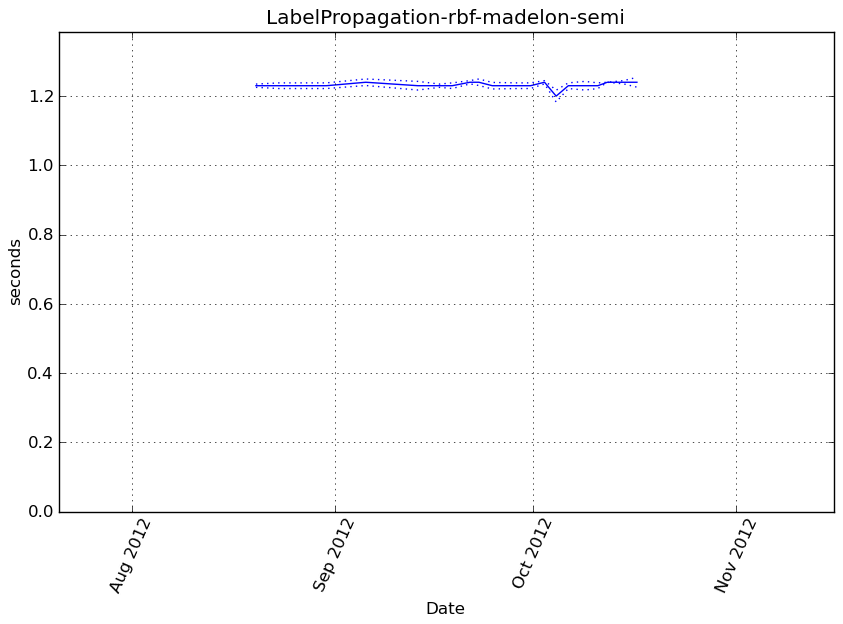 LabelPropagation-rbf-madelon-semi
1.2
1.0
0.8
0.6
0.4
0.2
0.0
seconds
Aug 2012
Sep 2012
Oct 2012
Nov 2012
Date